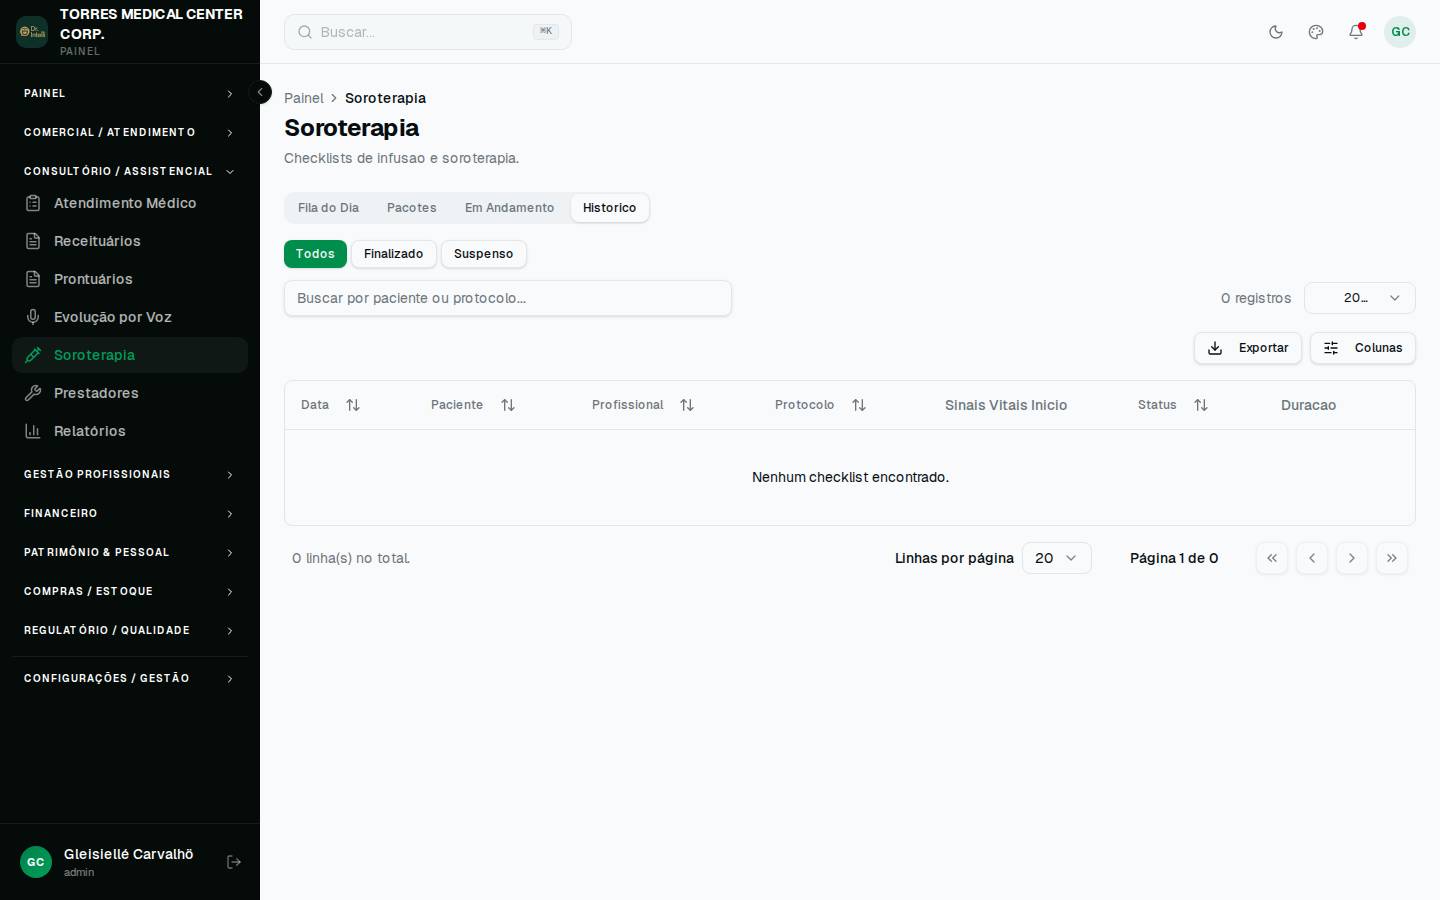 Dr. Intelli
TORRES MEDICAL CENTER CORP.
PAINEL
PAINEL
COMERCIAL / ATENDIMENTO
CONSULTÓRIO / ASSISTENCIAL
Atendimento Médico
Receituários
Prontuários
Evolução por Voz
Soroterapia
Prestadores
Relatórios
GESTÃO PROFISSIONAIS
FINANCEIRO
PATRIMÔNIO & PESSOAL
COMPRAS / ESTOQUE
REGULATÓRIO / QUALIDADE
CONFIGURAÇÕES / GESTÃO
GC
Gleisiellé Carvalhö
admin
Buscar...
⌘K
GC
Painel > Soroterapia
Soroterapia
Checklists de infusao e soroterapia.
Fila do Dia Pacotes Em Andamento Historico
Todos Finalizado Suspenso
Buscar por paciente ou protocolo...
0 registros 20...
Exportar Colunas
Data Paciente Profissional Protocolo Sinais Vitais Inicio Status Duracao
Nenhum checklist encontrado.
0 linha(s) no total.
Linhas por página 20 Página 1 de 0